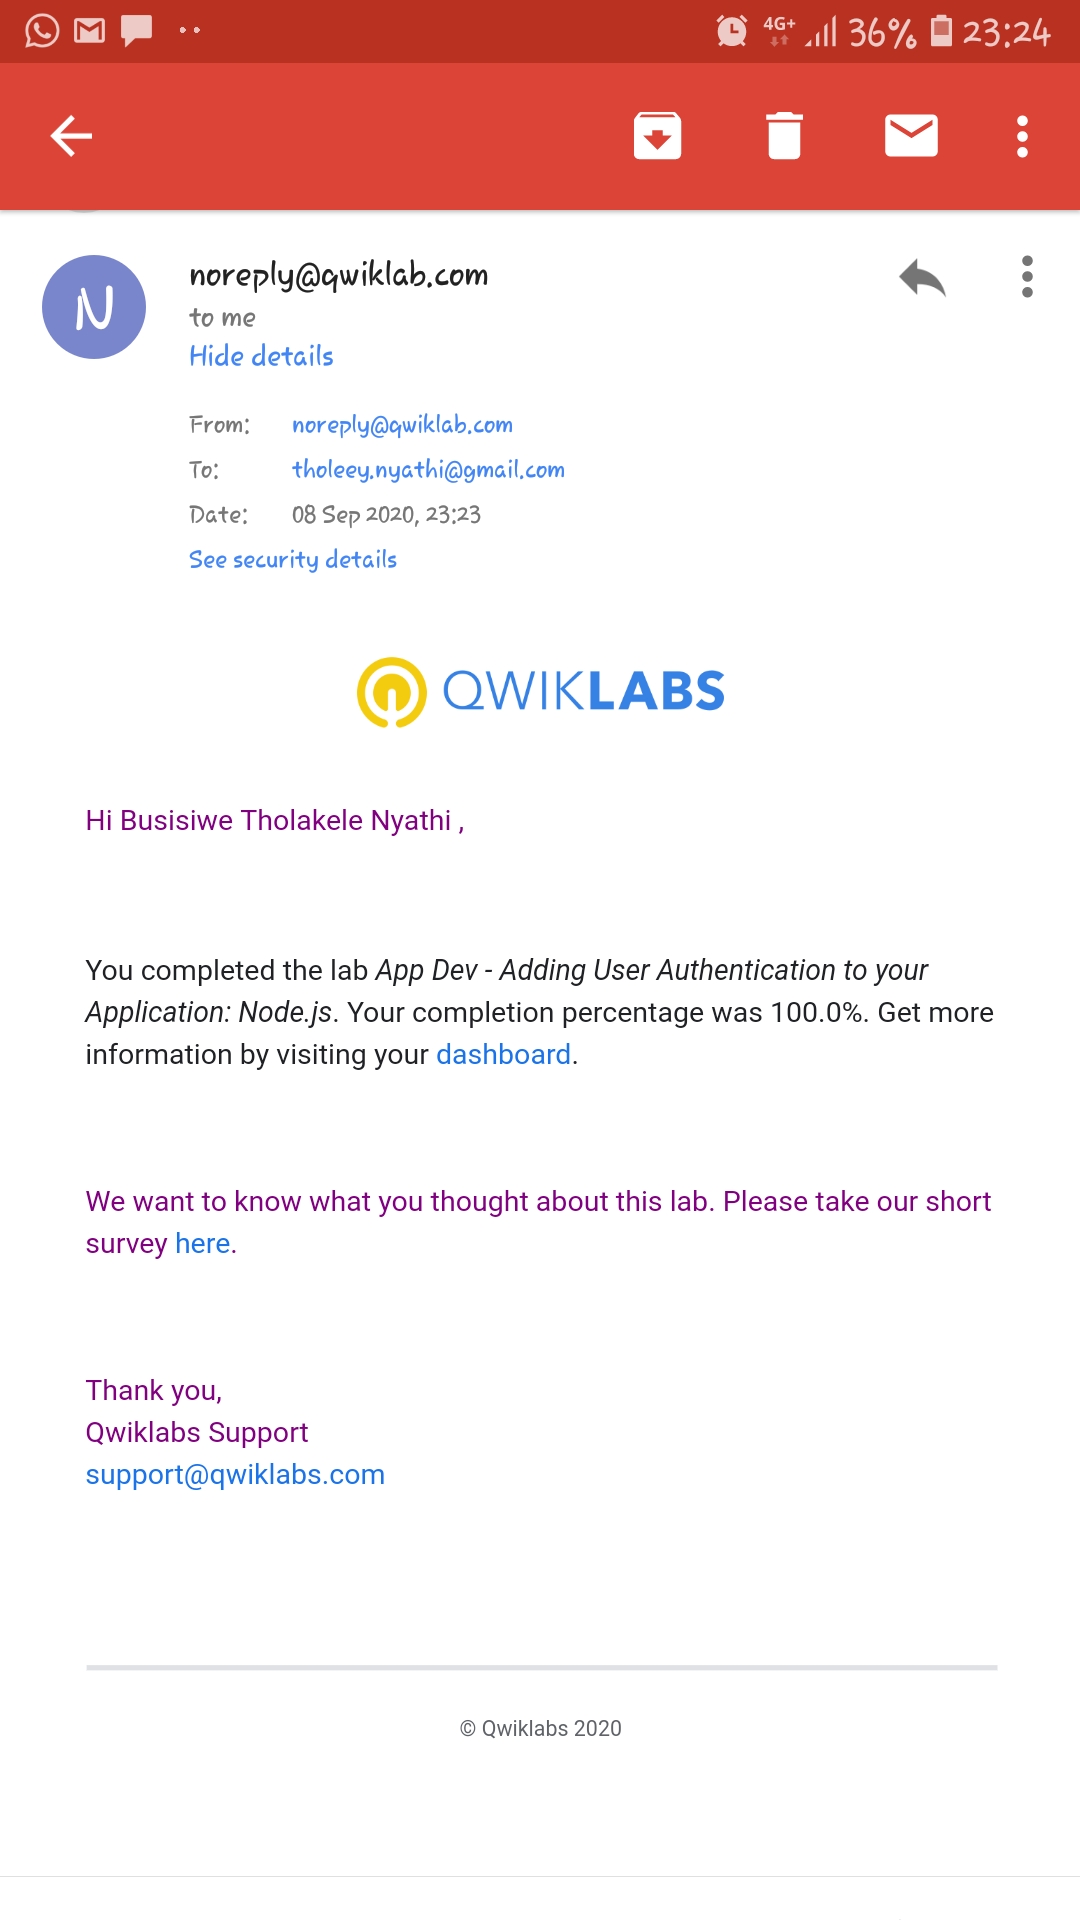 4G+ 36% 23:24
N
noreply@qwiklab.com
to me
Hide details
From: noreply@qwiklab.com
To: tholeey.nyathi@gmail.com
Date: 08 Sep 2020, 23:23
See security details
QWIKLABS
Hi Busisiwe Tholakele Nyathi ,
You completed the lab App Dev - Adding User Authentication to your
Application: Node.js. Your completion percentage was 100.0%. Get more
information by visiting your dashboard.
We want to know what you thought about this lab. Please take our short
survey here.
Thank you,
Qwiklabs Support
support@qwiklabs.com
© Qwiklabs 2020